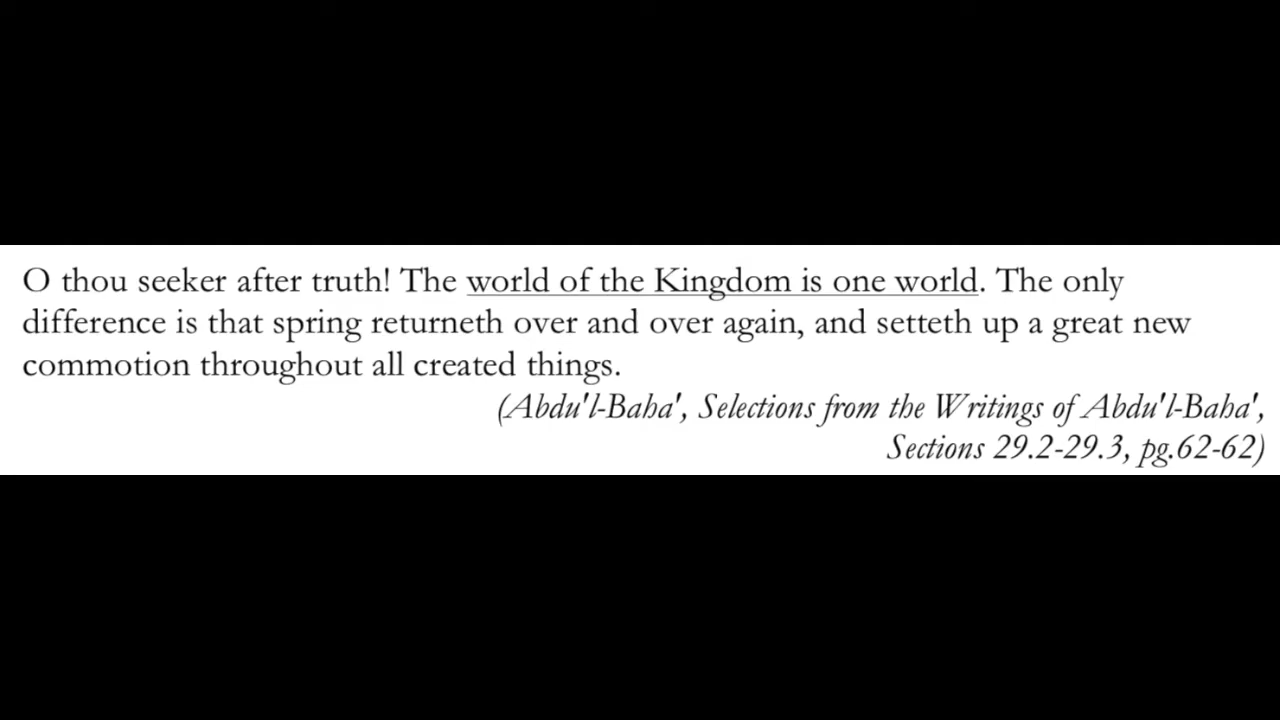 O thou seeker after truth! The world of the Kingdom is one world. The only
difference is that spring returneth over and over again, and setteth up a great new
commotion throughout all created things.
(Abdu'l-Baha', Selections from the Writings of Abdu'l-Baha',
Sections 29.2-29.3, pg.62-62)